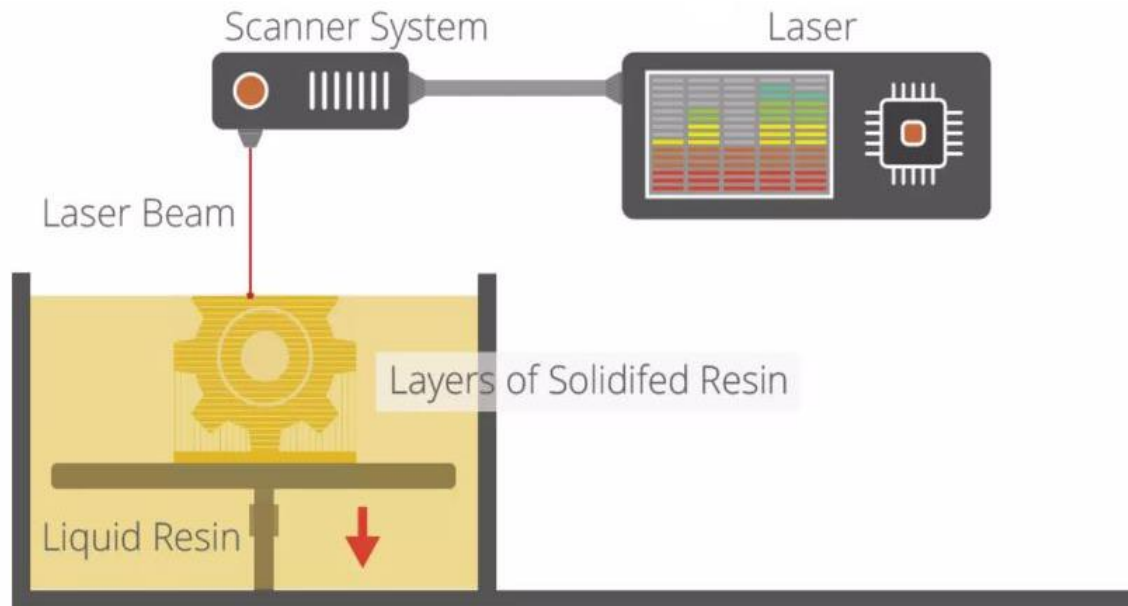 Scanner System
Laser
Laser Beam
Layers of Solidifed Resin
Liquid Resin